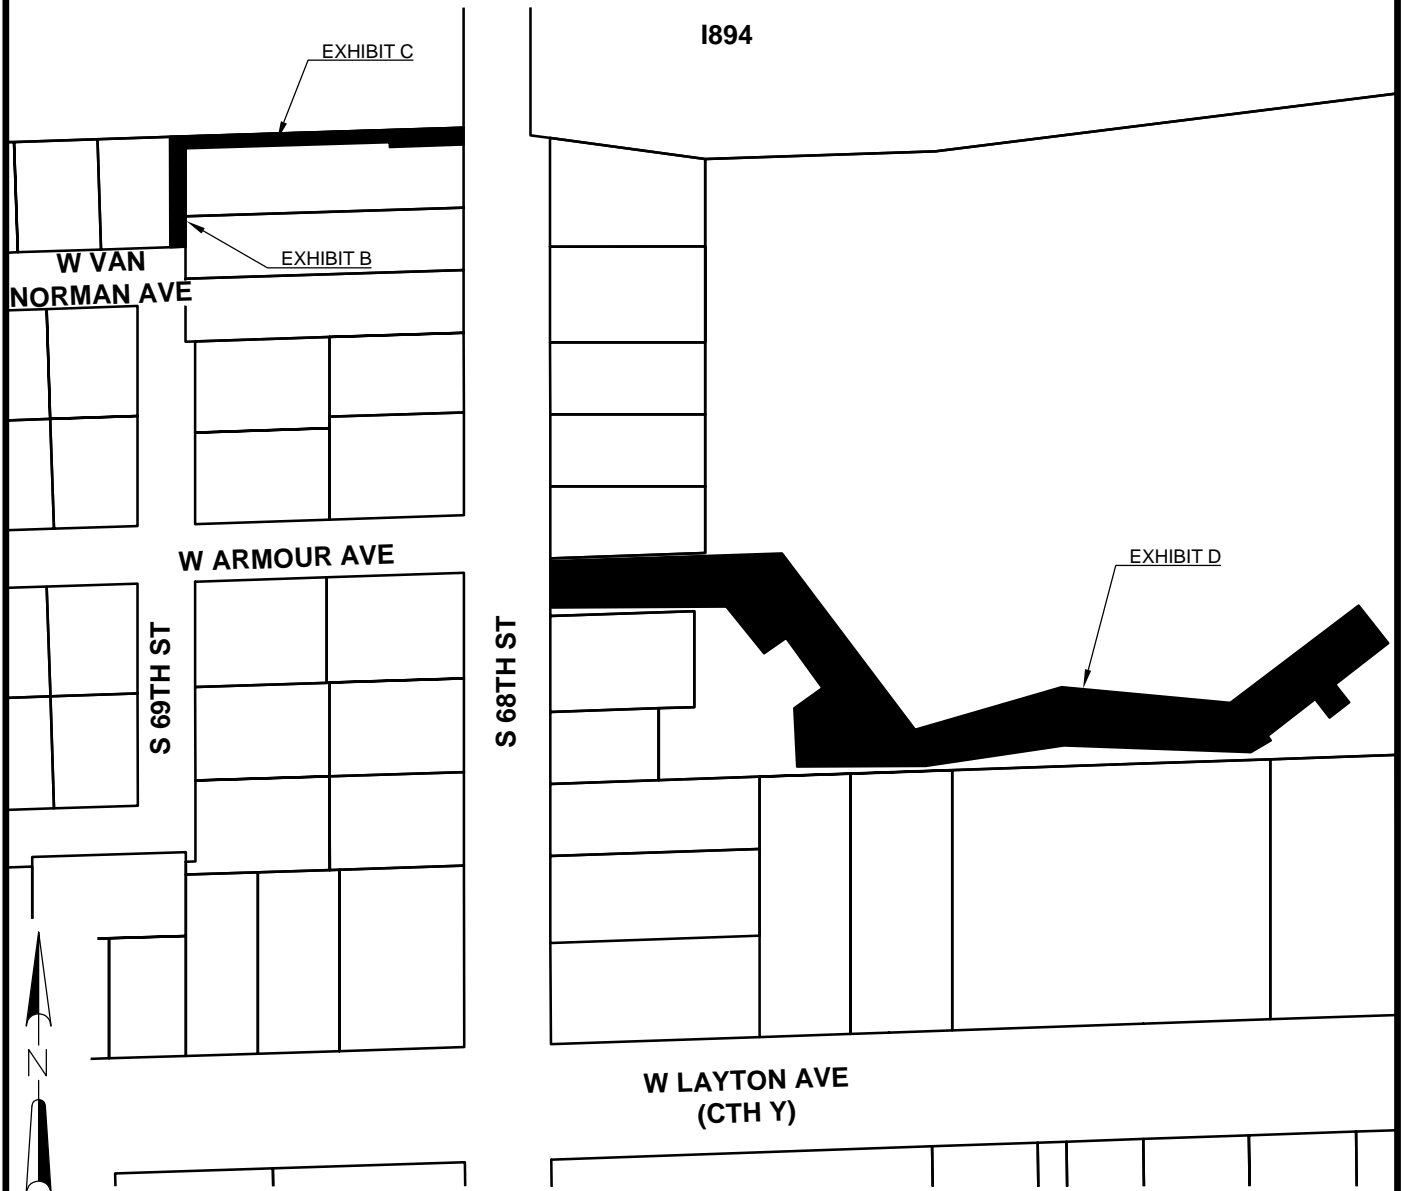 I894
EXHIBIT C
EXHIBIT B
W VAN
NORMAN AVE
W ARMOUR AVE
EXHIBIT D
S 69TH ST
S 68TH ST
N
W LAYTON AVE
(CTH Y)